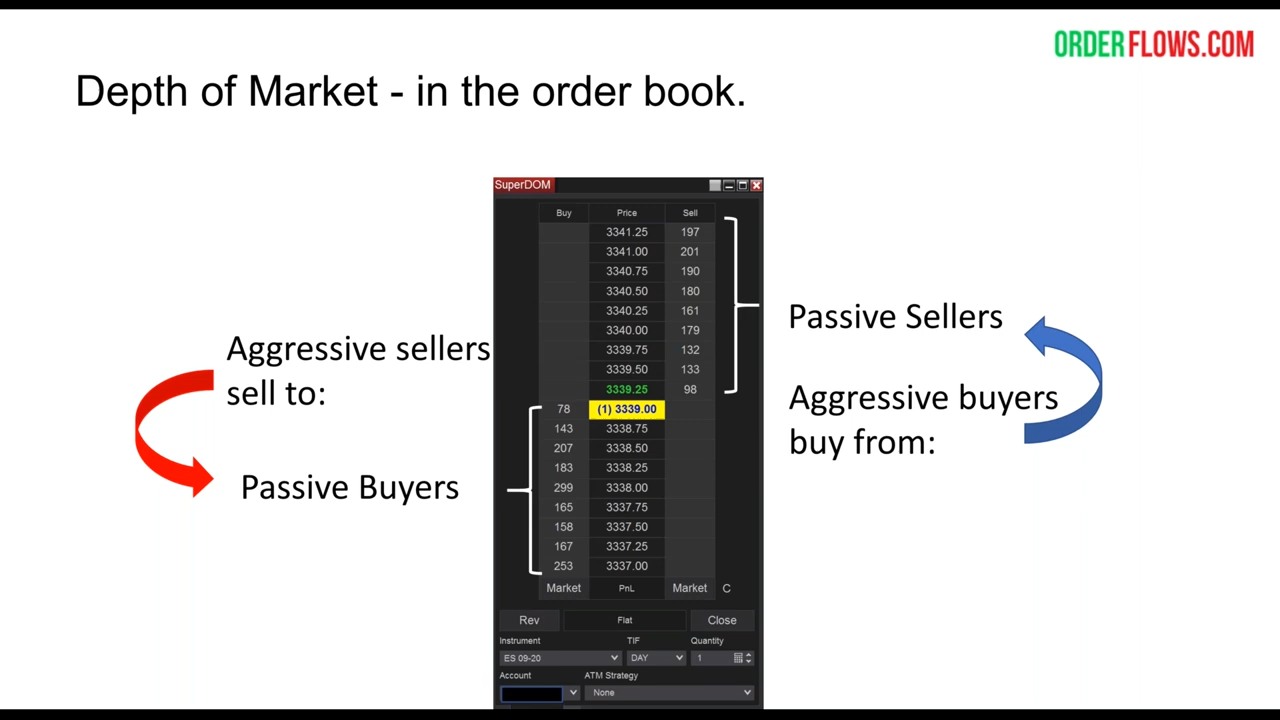 ORDERFLOWS.COM
Depth of Market - in the order book.
SuperDOM
Buy Price Sell
3341.25 197
3341.00 201
3340.75 190
3340.50 180
3340.25 161
3340.00 179
3339.75 132
3339.50 133
3339.25 98
78 (1) 3339.00
143 3338.75
207 3338.50
183 3338.25
299 3338.00
165 3337.75
158 3337.50
167 3337.25
253 3337.00
Market PnL Market C
Rev Flat Close
Instrument TIF Quantity
ES 09-20 DAY 1
Account ATM Strategy
None
Aggressive sellers
sell to:
Passive Buyers
Passive Sellers
Aggressive buyers
buy from: